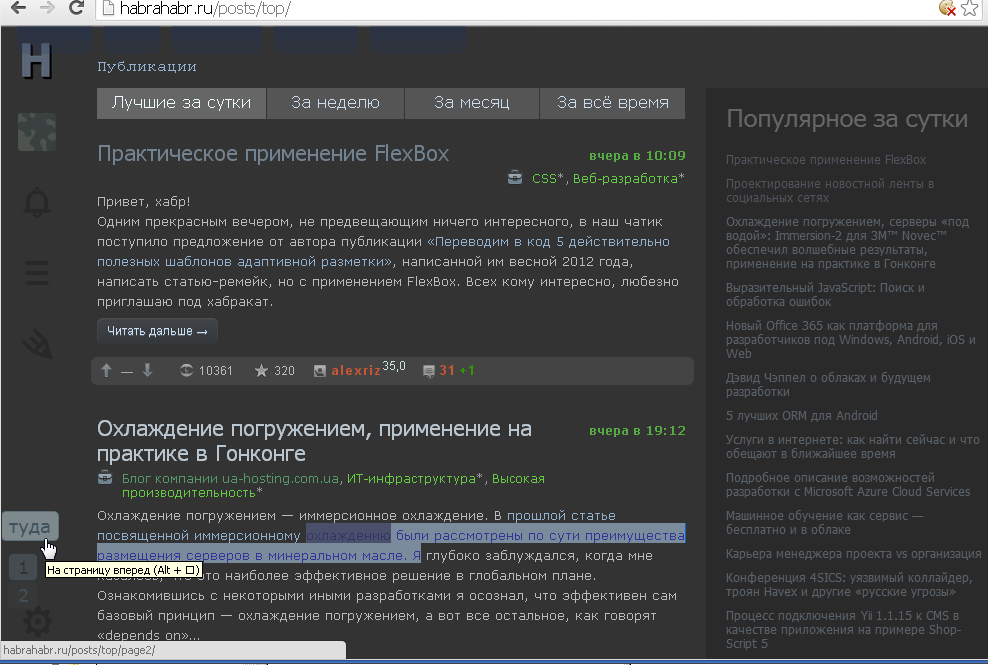 habrahabr.ru/posts/top/
H
Публикации
Лучшие за сутки
За неделю
За месяц
За всё время
Практическое применение FlexBox
вчера в 10:09
CSS*, Веб-разработка*
Привет, хабр!
Одним прекрасным вечером, не предвещающим ничего интересного, в наш чатик
поступило предложение от автора публикации «Переводим в код 5 действительно
полезных шаблонов адаптивной разметки», написанной им весной 2012 года,
написать статью-ремейк, но с применением FlexBox. Всех кому интересно, любезно
приглашаю под хабракат.
Читать дальше →
— 10361 320 alexriz 35,0 31 +1
Охлаждение погружением, применение на
практике в Гонконге
вчера в 19:12
Блог компании ua-hosting.com.ua, ИТ-инфраструктура*, Высокая
производительность*
Охлаждение погружением — иммерсионное охлаждение. В прошлой статье
посвященной иммерсионному охлаждению были рассмотрены по сути преимущества
размещения серверов в минеральном масле. Я глубоко заблуждался, когда мне
это наиболее эффективное решение в глобальном плане.
Ознакомившись с некоторыми иными разработками я осознал, что эффективен сам
базовый принцип — охлаждение погружением, а вот все остальное, как говорят
«depends on»...
туда
На страницу вперед (Alt + □)
1
2
habrahabr.ru/posts/top/page2/
Популярное за сутки
Практическое применение FlexBox
Проектирование новостной ленты в
социальных сетях
Охлаждение погружением, серверы «под
водой»: Immersion-2 для 3M™ Novec™
обеспечил волшебные результаты,
применение на практике в Гонконге
Выразительный JavaScript: Поиск и
обработка ошибок
Новый Office 365 как платформа для
разработчиков под Windows, Android, iOS и
Web
Дэвид Чэппел о облаках и будущем
разработки
5 лучших ORM для Android
Услуги в интернете: как найти сейчас и что
обещают в ближайшее время
Подробное описание возможностей
разработки с Microsoft Azure Cloud Services
Машинное обучение как сервис —
бесплатно и в облаке
Карьера менеджера проекта vs организация
Конференция 4SICS: уязвимый коллайдер,
троян Havex и другие «русские угрозы»
Процесс подключения Yii 1.1.15 к CMS в
качестве приложения на примере Shop-
Script 5